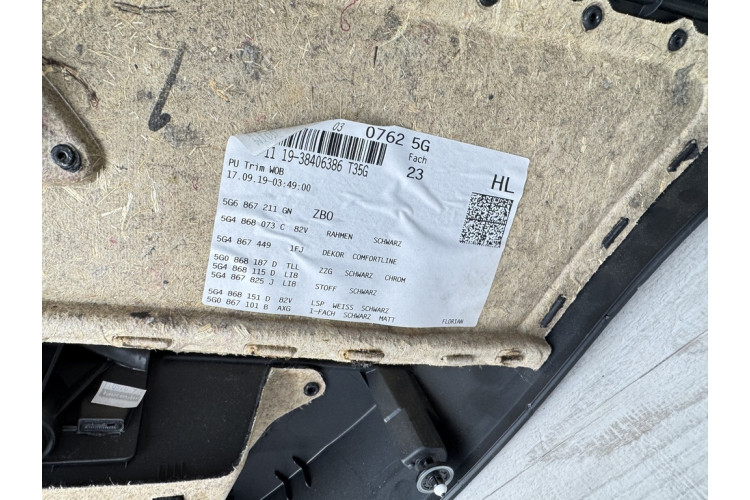 03
0762 5G
11 19-38406386 T35G
Fach
23
PU Trim WOB
17.09.19-03:49:00
HL
5G6 867 211 GN ZBO
5G4 868 073 C 82V RAHMEN SCHWARZ
5G4 867 449 1FJ DEKOR COMFORTLINE
5G0 868 187 D TLL ZZG SCHWARZ CHROM
5G4 868 115 D LI8
5G4 867 825 J LI8 STOFF SCHWARZ
5G4 868 151 D 82V LSP WEISS SCHWARZ
5G0 867 101 B AXG 1-FACH SCHWARZ MATT
FLORIAN